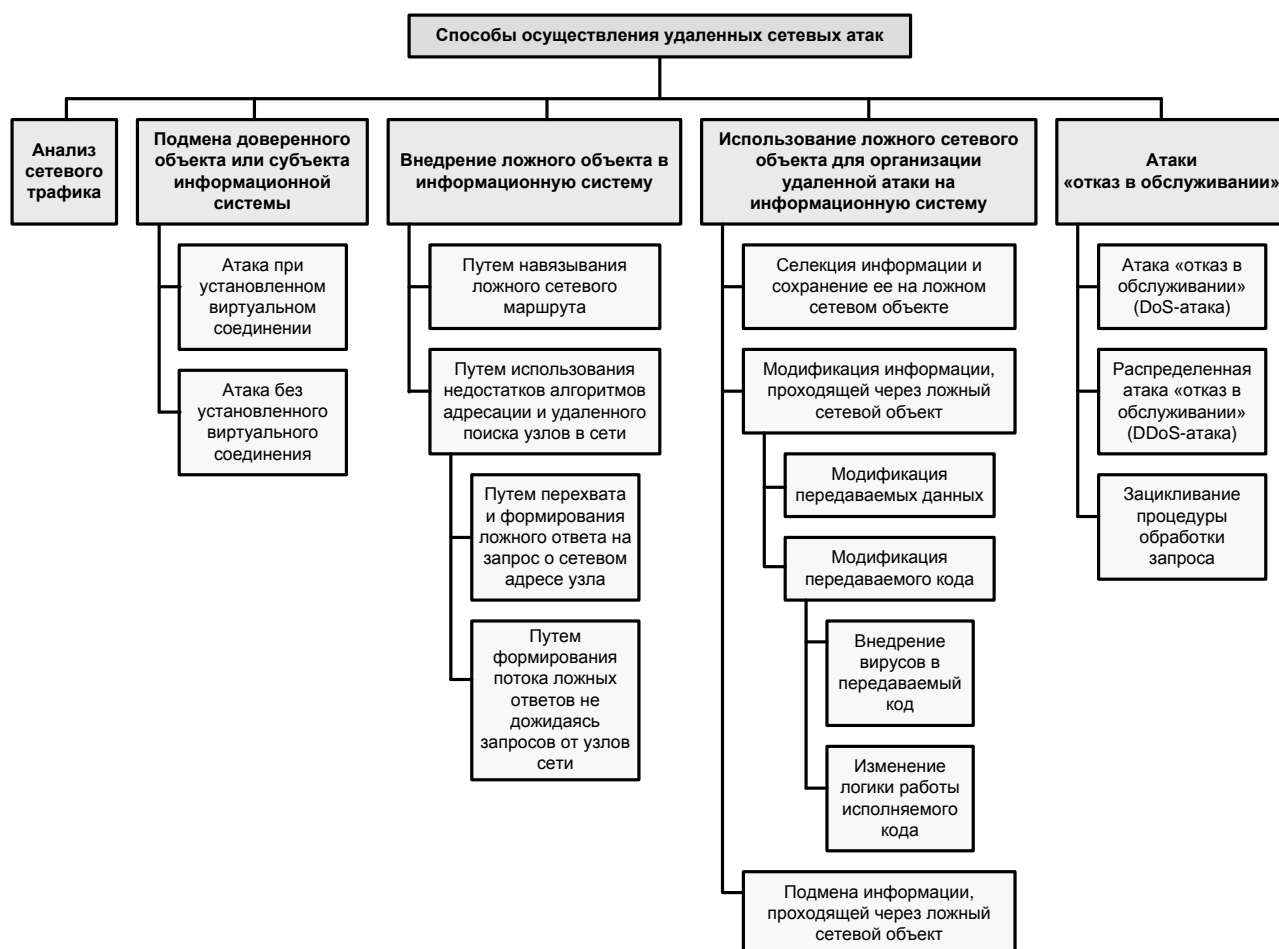 Способы осуществления удаленных сетевых атак
Анализ
сетевого
трафика
Подмена доверенного
объекта или субъекта
информационной
системы
Атака при
установленном
виртуальном
соединении
Атака без
установленного
виртуального
соединения
Внедрение ложного объекта в
информационную систему
Путем навязывания
ложного сетевого
маршрута
Путем использования
недостатков алгоритмов
адресации и удаленного
поиска узлов в сети
Путем перехвата
и формирования
ложного ответа на
запрос о сетевом
адресе узла
Путем
формирования
потока ложных
ответов не
дожидаясь
запросов от узлов
сети
Использование ложного сетевого
объекта для организации
удаленной атаки на
информационную систему
Селекция информации и
сохранение ее на ложном
сетевом объекте
Модификация информации,
проходящей через ложный
сетевой объект
Модификация
передаваемых данных
Модификация
передаваемого кода
Внедрение
вирусов в
передаваемый
код
Изменение
логики работы
исполняемого
кода
Подмена информации,
проходящей через ложный
сетевой объект
Атаки
«отказ в обслуживании»
Атака «отказ в
обслуживании»
(DoS-атака)
Распределенная
атака «отказ в
обслуживании»
(DDoS-атака)
Зацикливание
процедуры
обработки
запроса